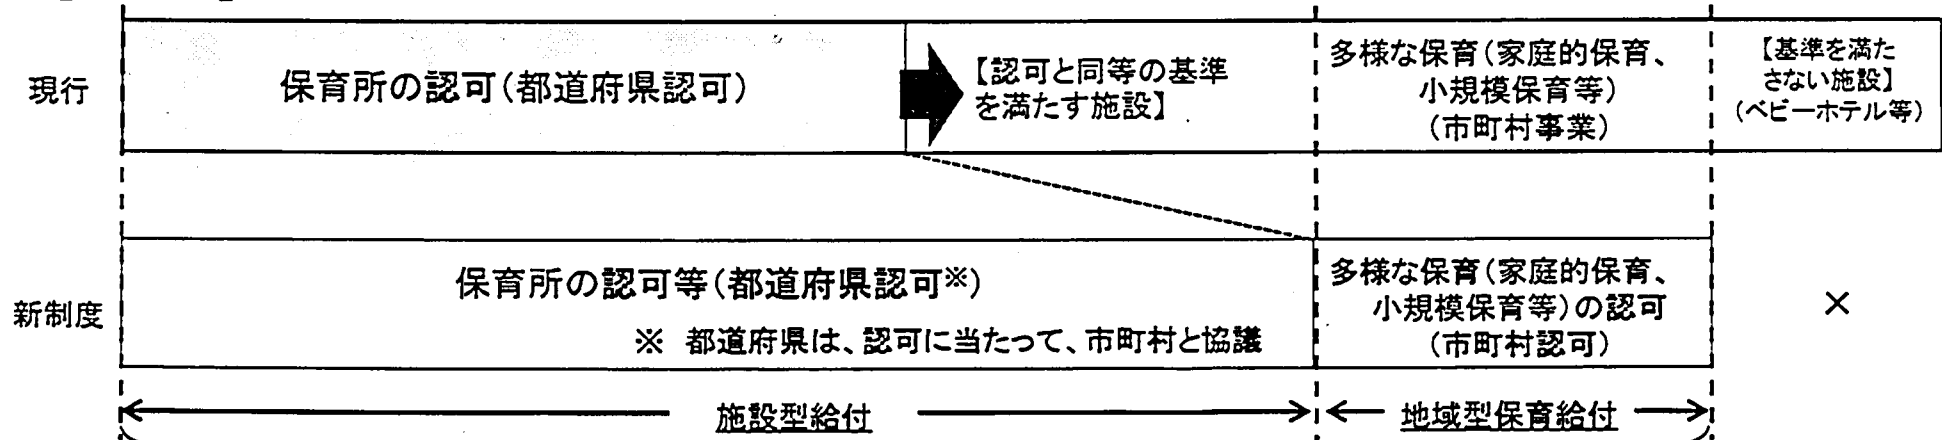 現行
保育所の認可(都道府県認可)
【認可と同等の基準
を満たす施設】
多様な保育(家庭的保育、
小規模保育等)
(市町村事業)
【基準を満た
さない施設】
(ベビーホテル等)
新制度
保育所の認可等(都道府県認可※)
※ 都道府県は、認可に当たって、市町村と協議
多様な保育(家庭的保育、
小規模保育等)の認可
(市町村認可)
×
施設型給付
地域型保育給付